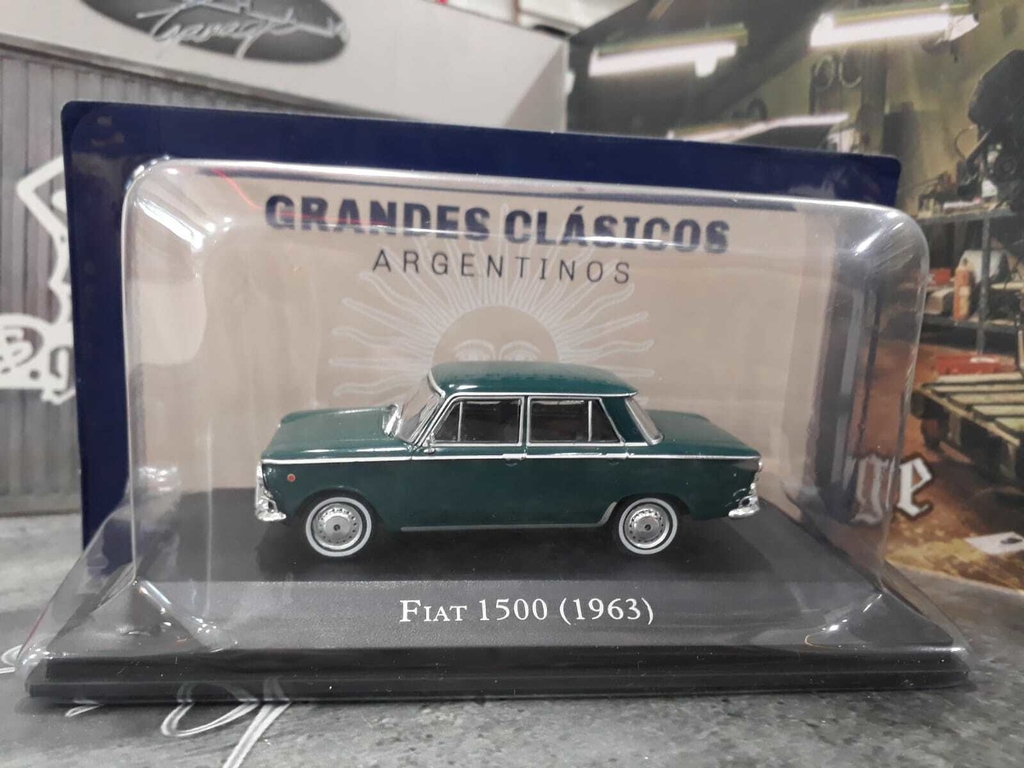 GRANDES CLÁSICOS
ARGENTINOS
FIAT 1500 (1963)